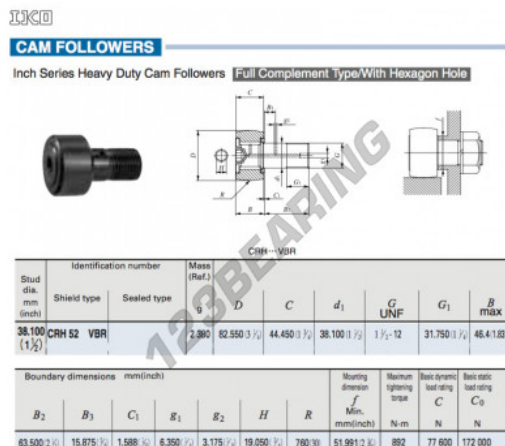 IKO
CAM FOLLOWERS
Inch Series Heavy Duty Cam Followers Full Complement Type/With Hexagon Hole
C
B₁
D
H
R
G₁
C₁
B
B₂
f
CRH…VBR
123BEARING
Stud dia. mm (inch) Identification number Mass (Ref.)
Shield type Sealed type g D C d₁ G UNF G₁ B max
38.100 (1½) CRH 52 VBR 82.550 44.450 38.100 1½-12 31.750 46.4
Boundary dimensions mm(inch) Mounting dimension f Min. mm(inch) Maximum tightening torque N-m Basic dynamic load rating C N Basic static load rating C₀ N
B₂ B₃ C₁ g₁ g₂ H R
63.500 15.875 1.588 6.350 3.175 19.050 760 51.991 892 77 600 172 000